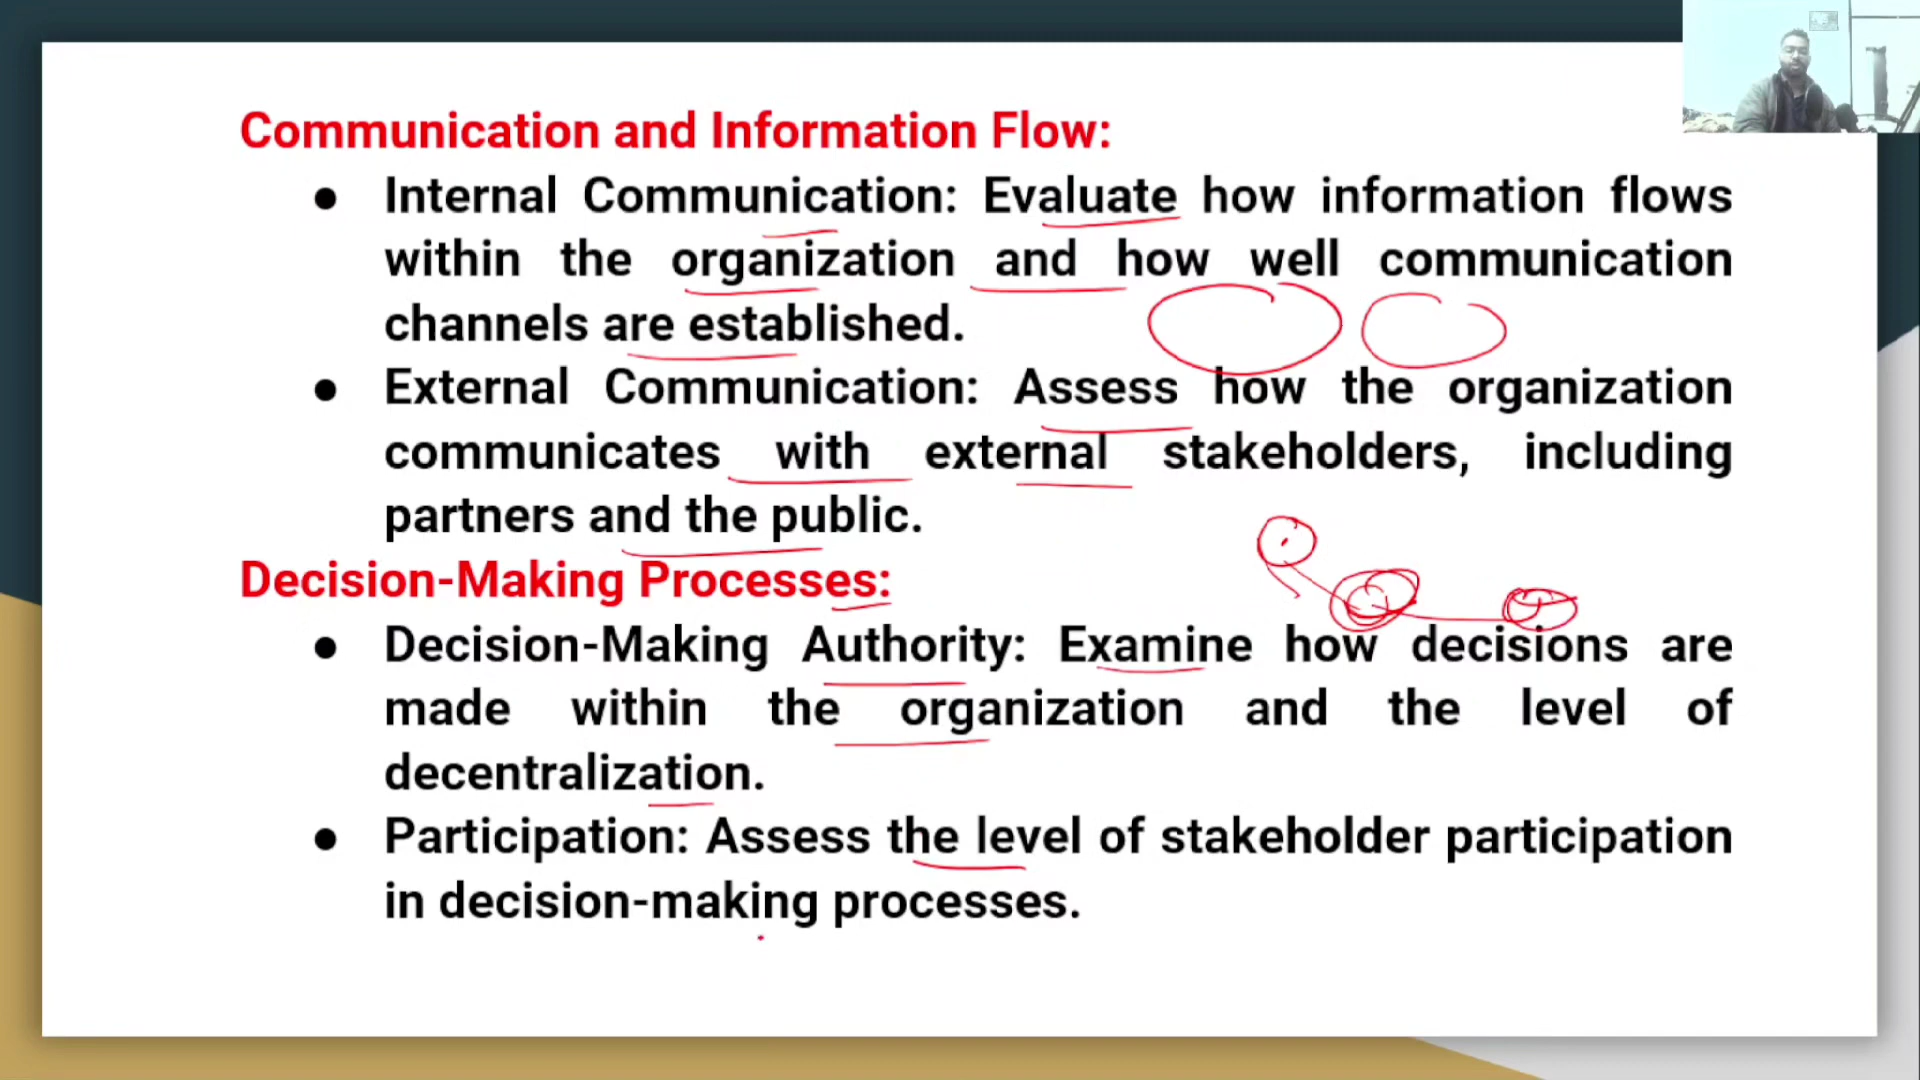 Communication and Information Flow:
● Internal Communication: Evaluate how information flows
within the organization and how well communication
channels are established.
● External Communication: Assess how the organization
communicates with external stakeholders, including
partners and the public.
Decision-Making Processes:
● Decision-Making Authority: Examine how decisions are
made within the organization and the level of
decentralization.
● Participation: Assess the level of stakeholder participation
in decision-making processes.